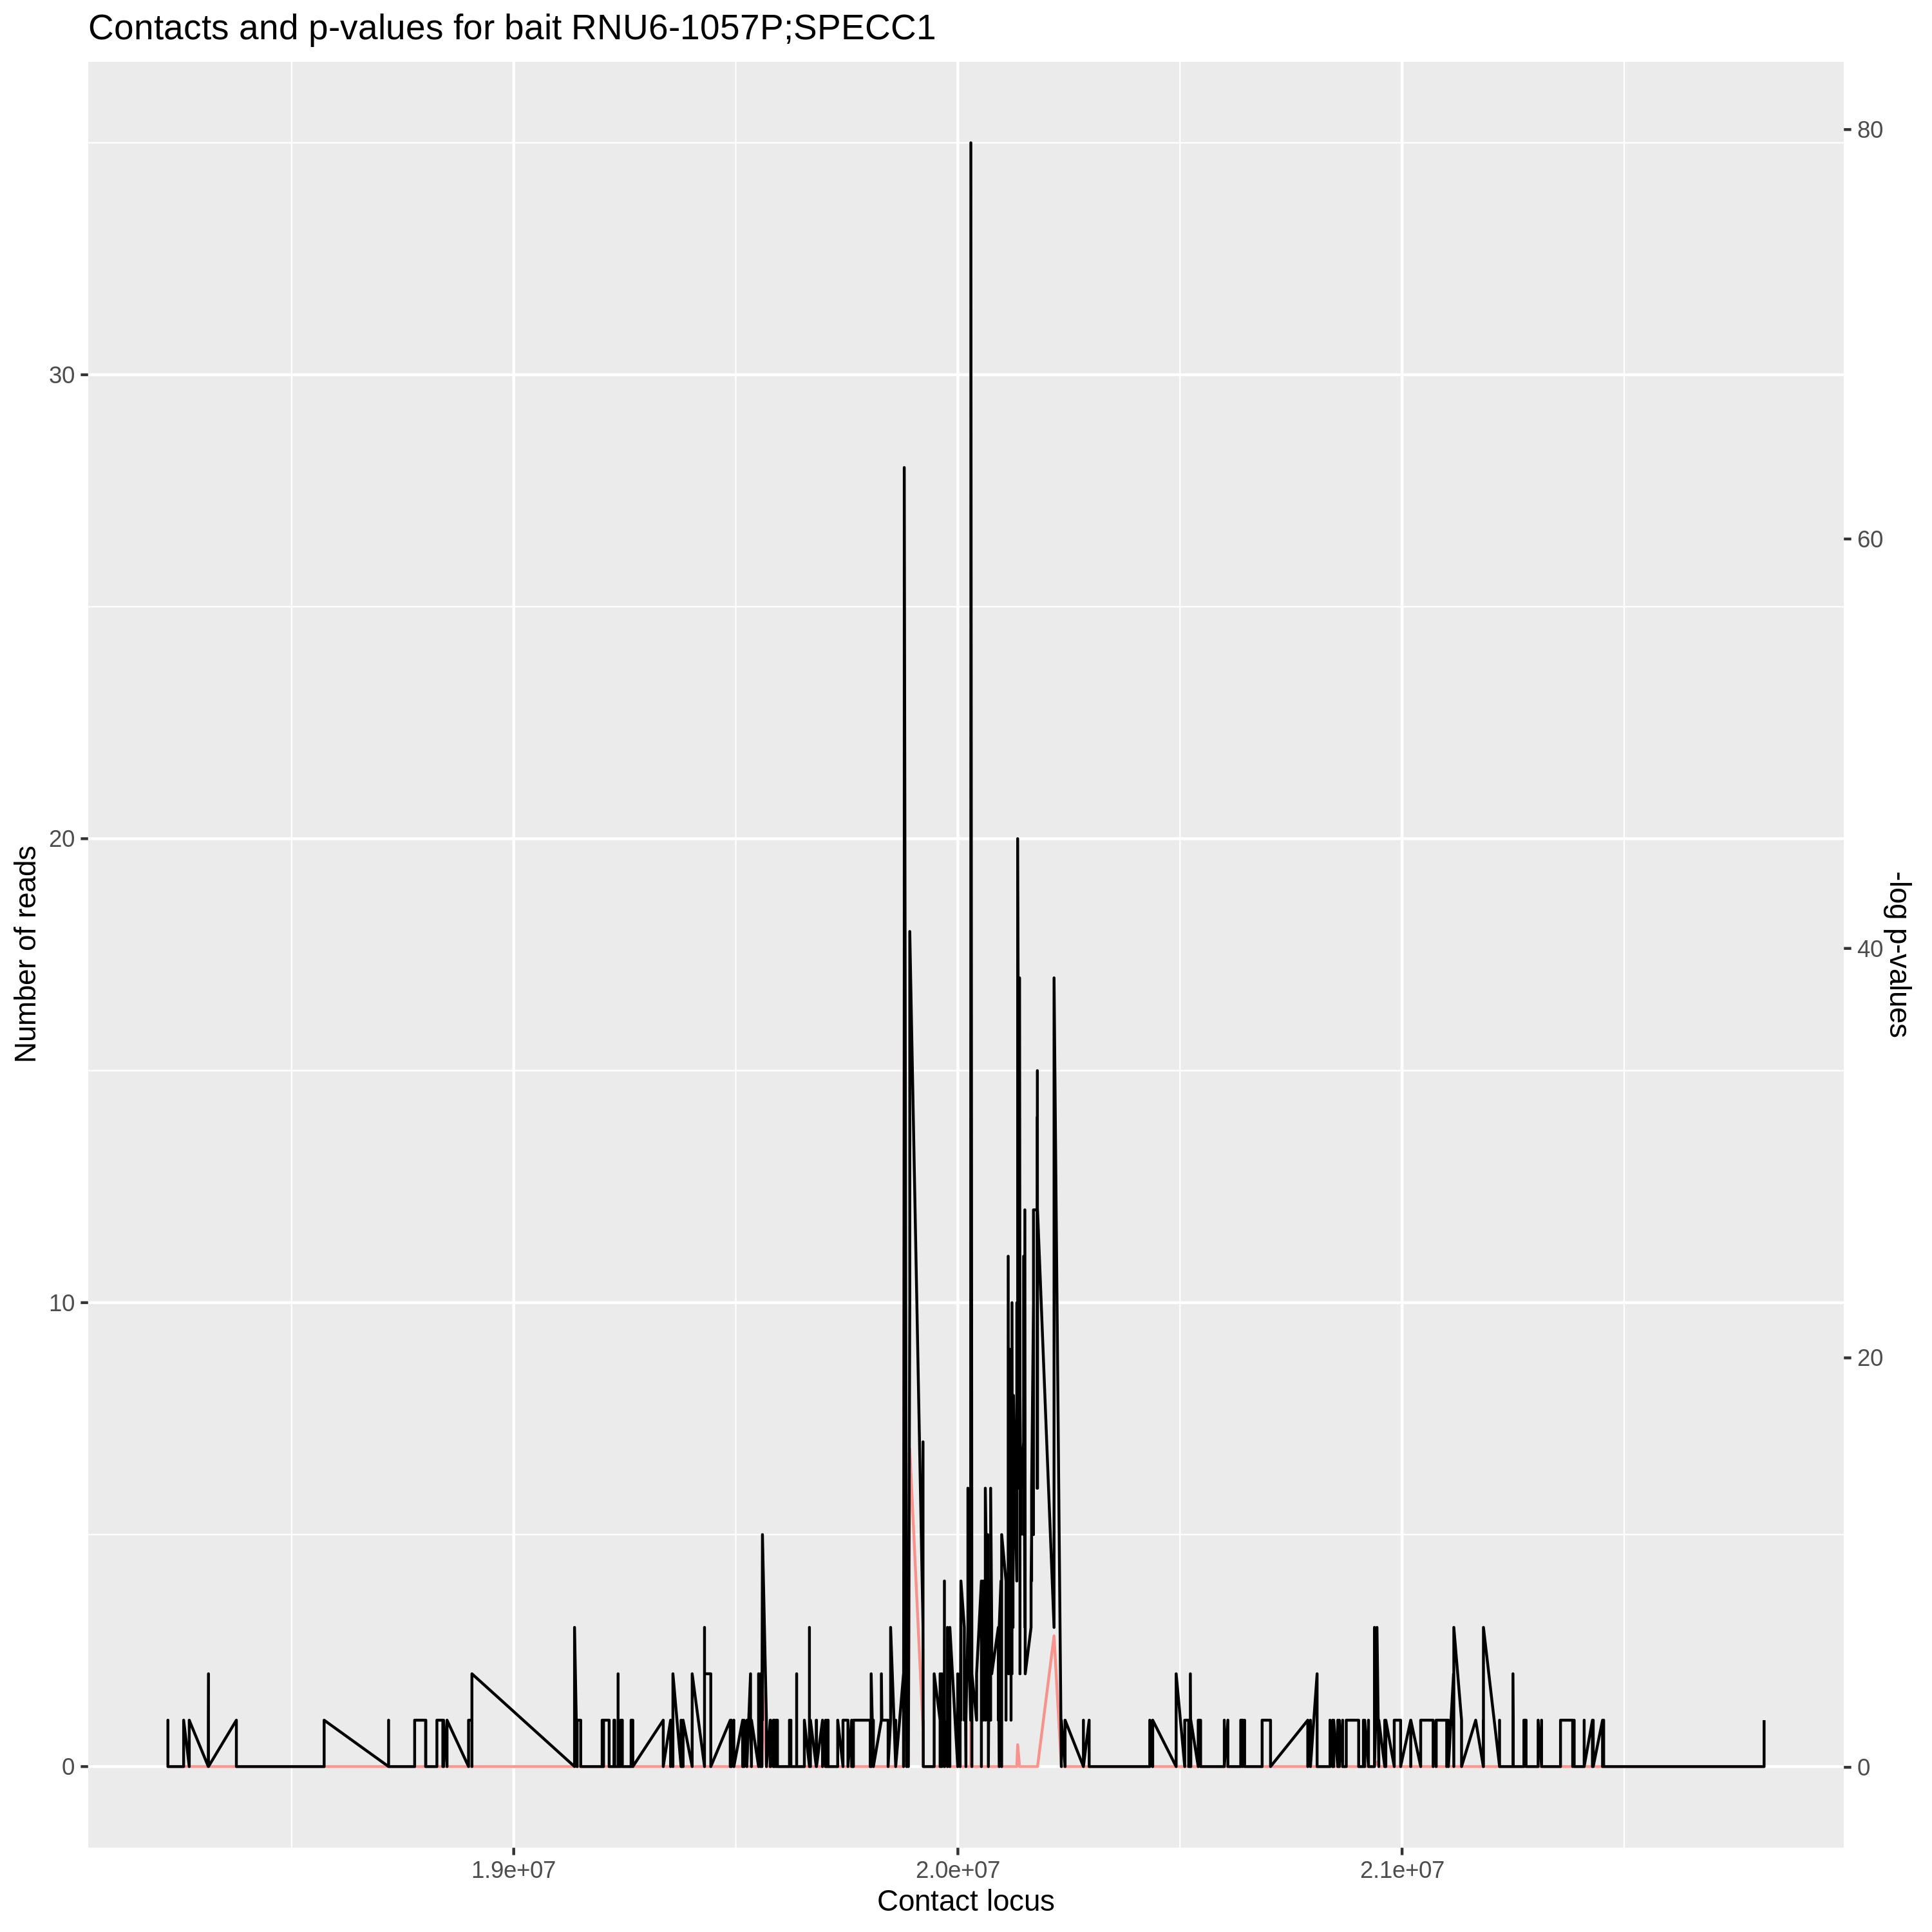 Contacts and p-values for bait RNU6-1057P;SPECC1
80
30
60
20
Number of reads
-log p-values
40
10
20
0
0
1.9e+07
2.0e+07
2.1e+07
Contact locus